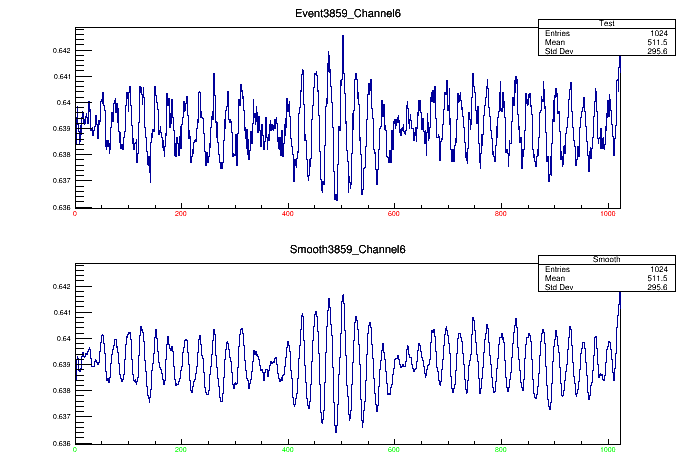 Event3859_Channel6
Test
Entries 1024
Mean 511.5
Std Dev 295.6
0.642
0.641
0.64
0.639
0.638
0.637
0.636
0 200 400 600 800 1000
Smooth3859_Channel6
Smooth
Entries 1024
Mean 511.5
Std Dev 295.6
0.642
0.641
0.64
0.639
0.638
0.637
0.636
0 200 400 600 800 1000